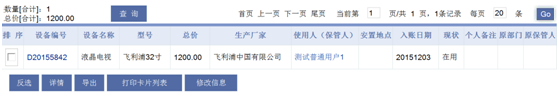 数量[合计]: 1
总价[合计]: 1200.00
查 询
首页 上一页 下一页 尾页 当前第 1 页/共 1 页，1条记录 每页 20 条 Go
排 序 设备编号 设备名称 型号 总价 生产厂家 使用人（保管人） 安置地点 入账日期 现状 个人备注 原部门 原保管人
D20155842 液晶电视 飞利浦32寸 1200.00 飞利浦中国有限公司 测试普通用户1 20151203 在用
反选 详情 导出 打印卡片列表 修改信息